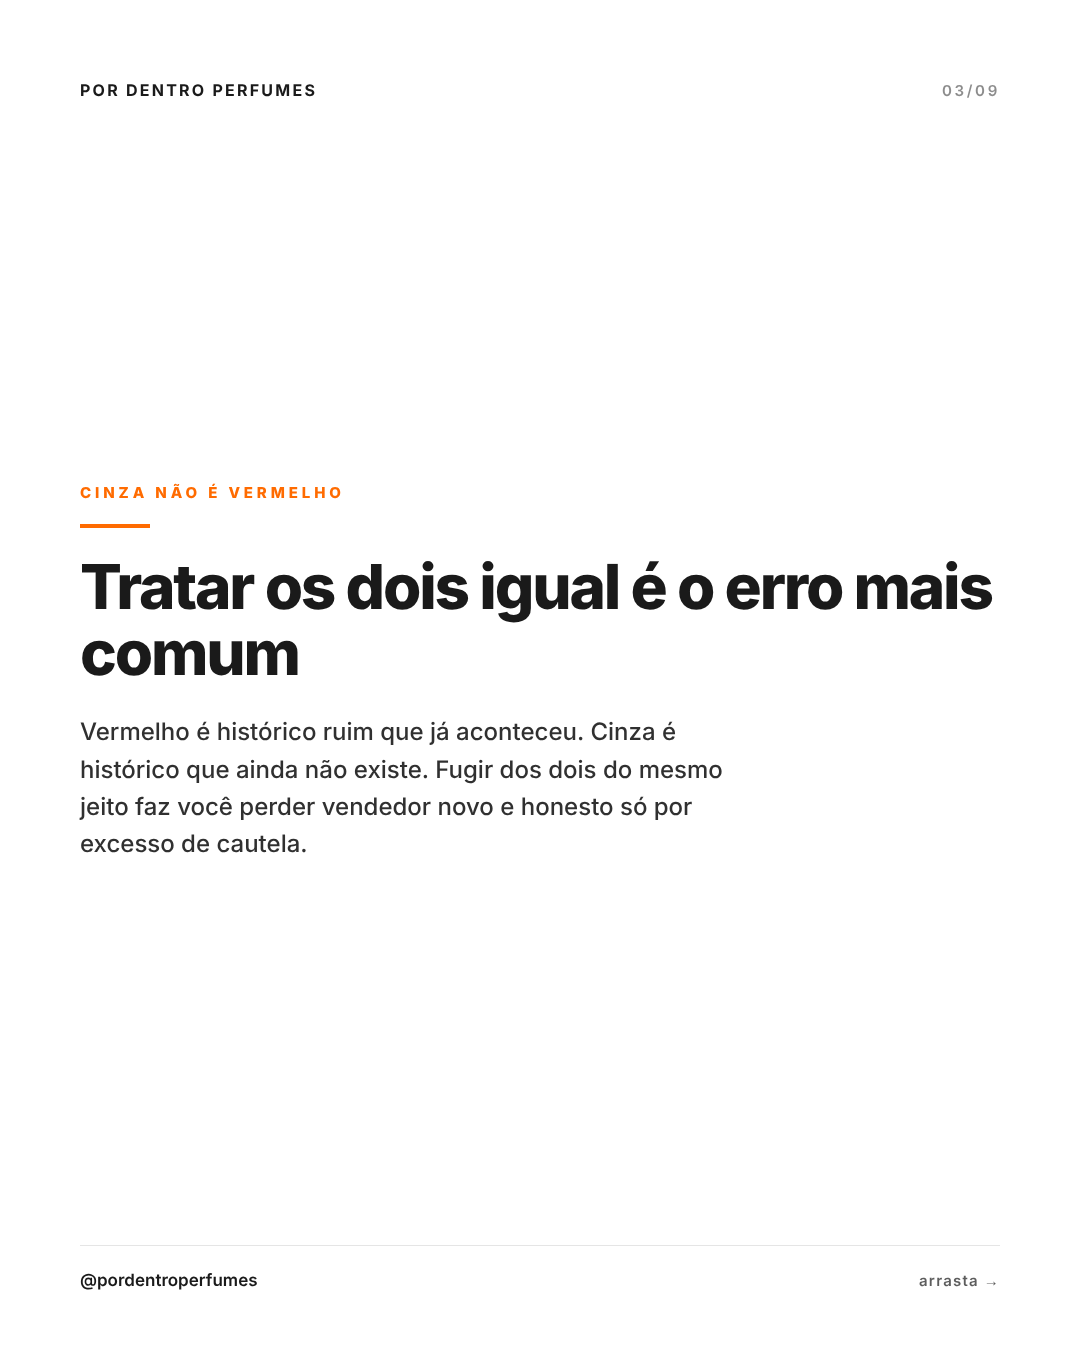 POR DENTRO PERFUMES
03/09
CINZA NÃO É VERMELHO
Tratar os dois igual é o erro mais
comum
Vermelho é histórico ruim que já aconteceu. Cinza é
histórico que ainda não existe. Fugir dos dois do mesmo
jeito faz você perder vendedor novo e honesto só por
excesso de cautela.
@pordentroperfumes
arrasta →